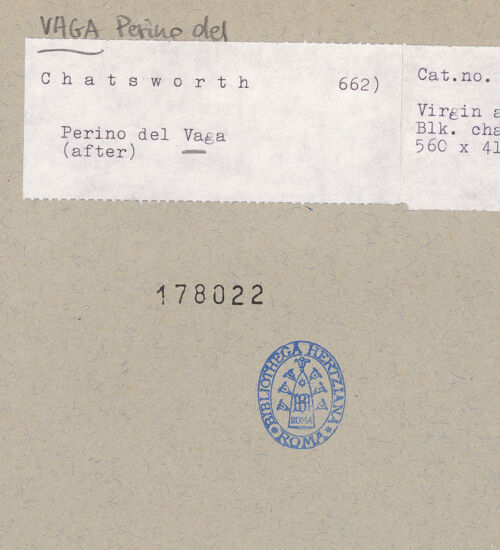 VAGA Perino del
Chatsworth 662)
Perino del Vaga
(after)
Cat.no.
Virgin a
Blk. cha
560 x 41
178022
BIBLIOTHECA HERTZIANA
ROMA
ROMA